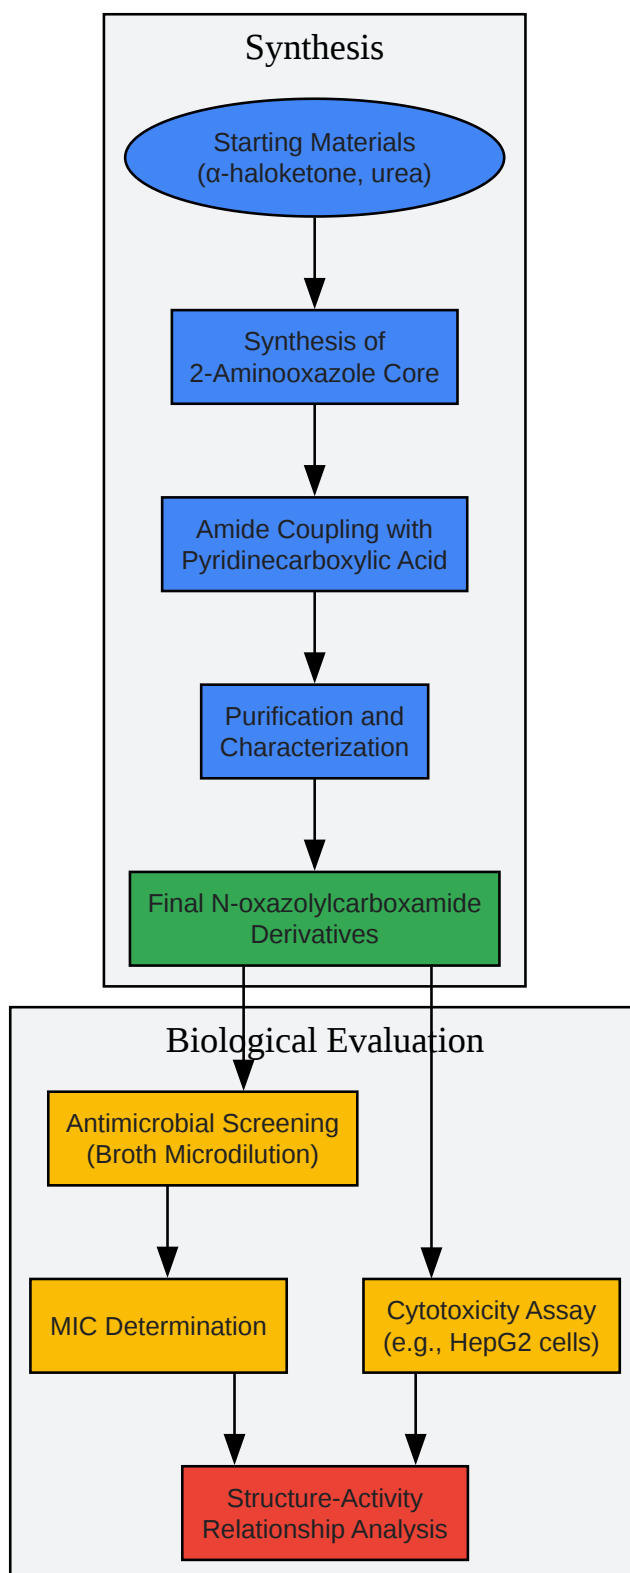 Synthesis
Starting Materials
(α-haloketone, urea)
Synthesis of
2-Aminooxazole Core
Amide Coupling with
Pyridinecarboxylic Acid
Purification and
Characterization
Final N-oxazolylcarboxamide
Derivatives
Biological Evaluation
Antimicrobial Screening
(Broth Microdilution)
MIC Determination
Cytotoxicity Assay
(e.g., HepG2 cells)
Structure-Activity
Relationship Analysis